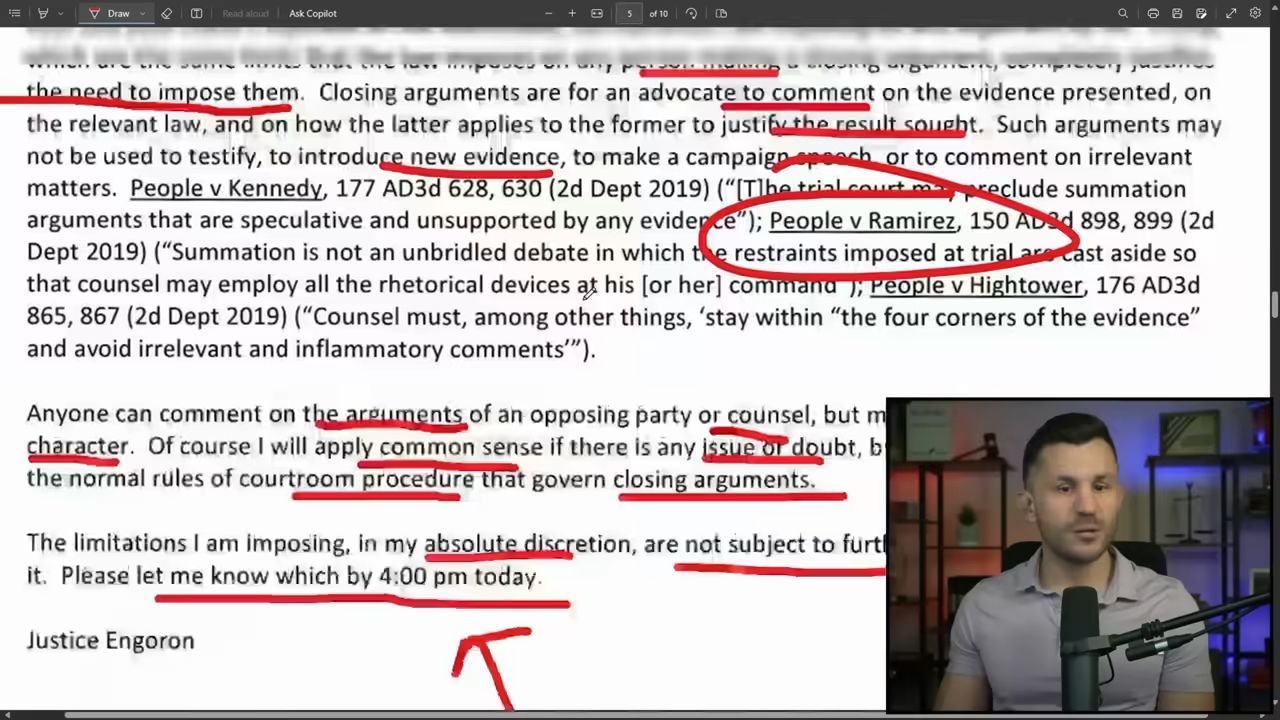 Draw
Read aloud
Ask Copilot
5
of 10
which are the same limits that the law imposes on any person making a closing argument, completely justifies
the need to impose them. Closing arguments are for an advocate to comment on the evidence presented, on
the relevant law, and on how the latter applies to the former to justify the result sought. Such arguments may
not be used to testify, to introduce new evidence, to make a campaign speech, or to comment on irrelevant
matters. People v Kennedy, 177 AD3d 628, 630 (2d Dept 2019) (“[T]he trial court may preclude summation
arguments that are speculative and unsupported by any evidence”); People v Ramirez, 150 AD3d 898, 899 (2d
Dept 2019) (“Summation is not an unbridled debate in which the restraints imposed at trial are cast aside so
that counsel may employ all the rhetorical devices at his [or her] command”); People v Hightower, 176 AD3d
865, 867 (2d Dept 2019) (“Counsel must, among other things, ‘stay within “the four corners of the evidence”
and avoid irrelevant and inflammatory comments’”).
Anyone can comment on the arguments of an opposing party or counsel, but
character. Of course I will apply common sense if there is any issue or doubt,
the normal rules of courtroom procedure that govern closing arguments.
The limitations I am imposing, in my absolute discretion, are not subject to
it. Please let me know which by 4:00 pm today.
Justice Engoron